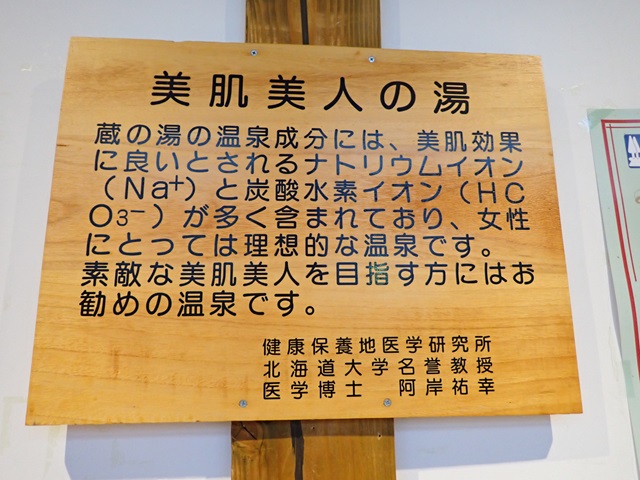 美肌美人の湯
蔵の湯の温泉成分には、美肌効果
に良いとされるナトリウムイオン
（Na⁺）と炭酸水素イオン（HC
O₃⁻）が多く含まれており、女性
にとっては理想的な温泉です。
素敵な美肌美人を目指す方にはお
勧めの温泉です。
健康保養地医学研究所
北海道大学名誉教授
医学博士　阿岸祐幸